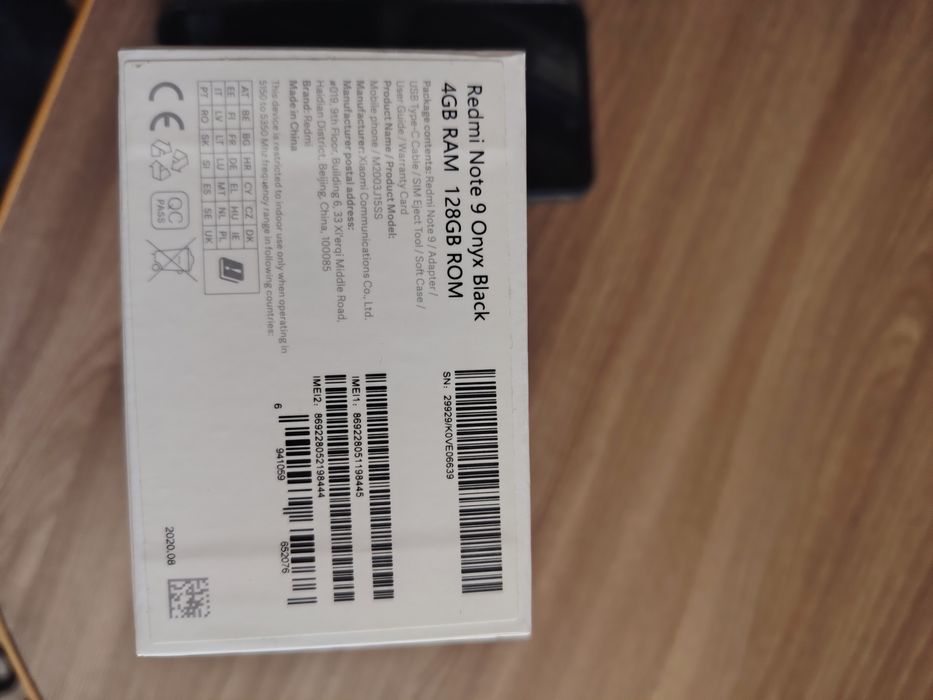 Redmi Note 9 Onyx Black
4GB RAM 128GB ROM
Package contents: Redmi Note 9 / Adapter /
USB Type-C Cable / SIM Eject Tool / Soft Case /
User Guide / Warranty Card
Product Name / Product Model:
Mobile phone / M2003J15SS
Manufacturer: Xiaomi Communications Co., Ltd.
Manufacturer postal address:
#019, 9th Floor, Building 6, 33 Xi'erqi Middle Road,
Haidian District, Beijing, China, 100085
Brand: Redmi
Made in China
This device is restricted to indoor use only when operating in
5150 to 5350 MHz frequency range in following countries:
AT BE BG HR CY CZ DK
EE FI FR DE EL HU IE
IT LV LT LU MT NL PL
PT RO SK SI ES SE UK
CE
QC
PASS
SN: 29929/K0VE06639
IMEI1: 869228051198445
IMEI2: 869228052198444
6 941059 652076
2020.08